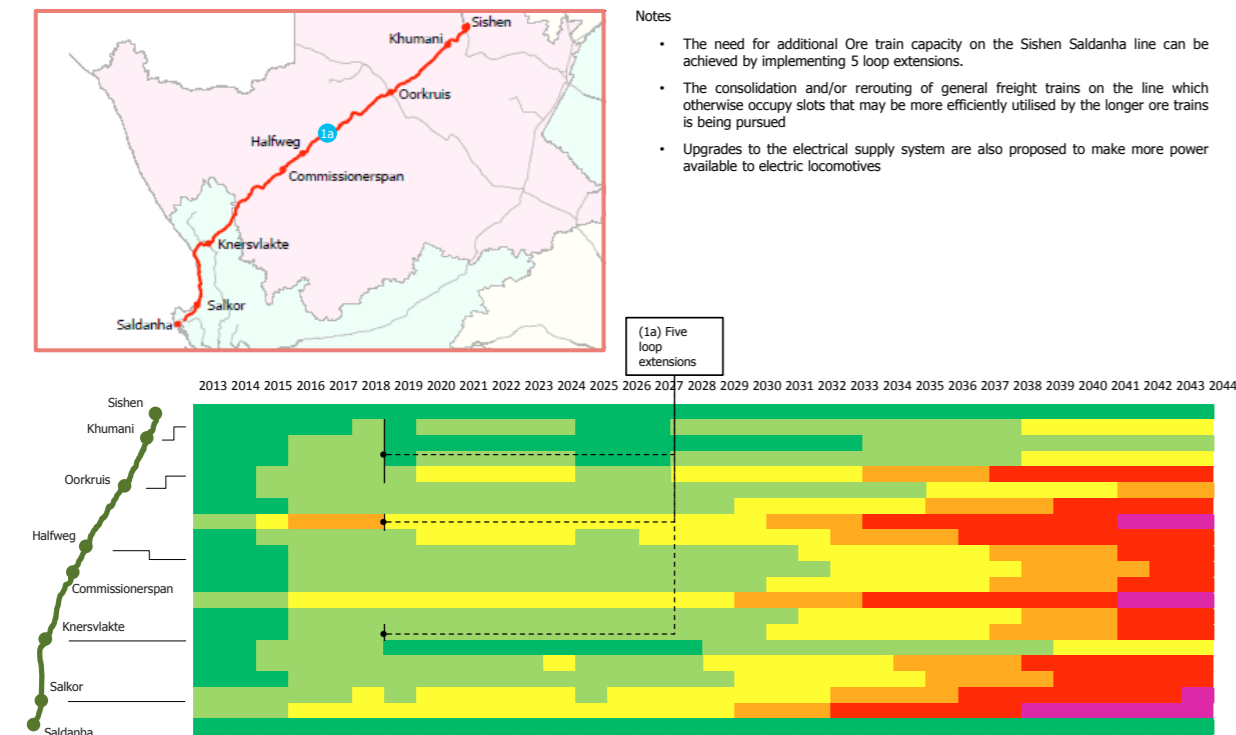 Sishen
Khumani
Oorkruis
1a
Halfweg
Commissionerspan
Knersvlakte
Salkor
Saldanha
Notes
• The need for additional Ore train capacity on the Sishen Saldanha line can be
achieved by implementing 5 loop extensions.
• The consolidation and/or rerouting of general freight trains on the line which
otherwise occupy slots that may be more efficiently utilised by the longer ore trains
is being pursued
• Upgrades to the electrical supply system are also proposed to make more power
available to electric locomotives
(1a) Five
loop
extensions
2013 2014 2015 2016 2017 2018 2019 2020 2021 2022 2023 2024 2025 2026 2027 2028 2029 2030 2031 2032 2033 2034 2035 2036 2037 2038 2039 2040 2041 2042 2043 2044
Sishen
Khumani
Oorkruis
Halfweg
Commissionerspan
Knersvlakte
Salkor
Saldanha